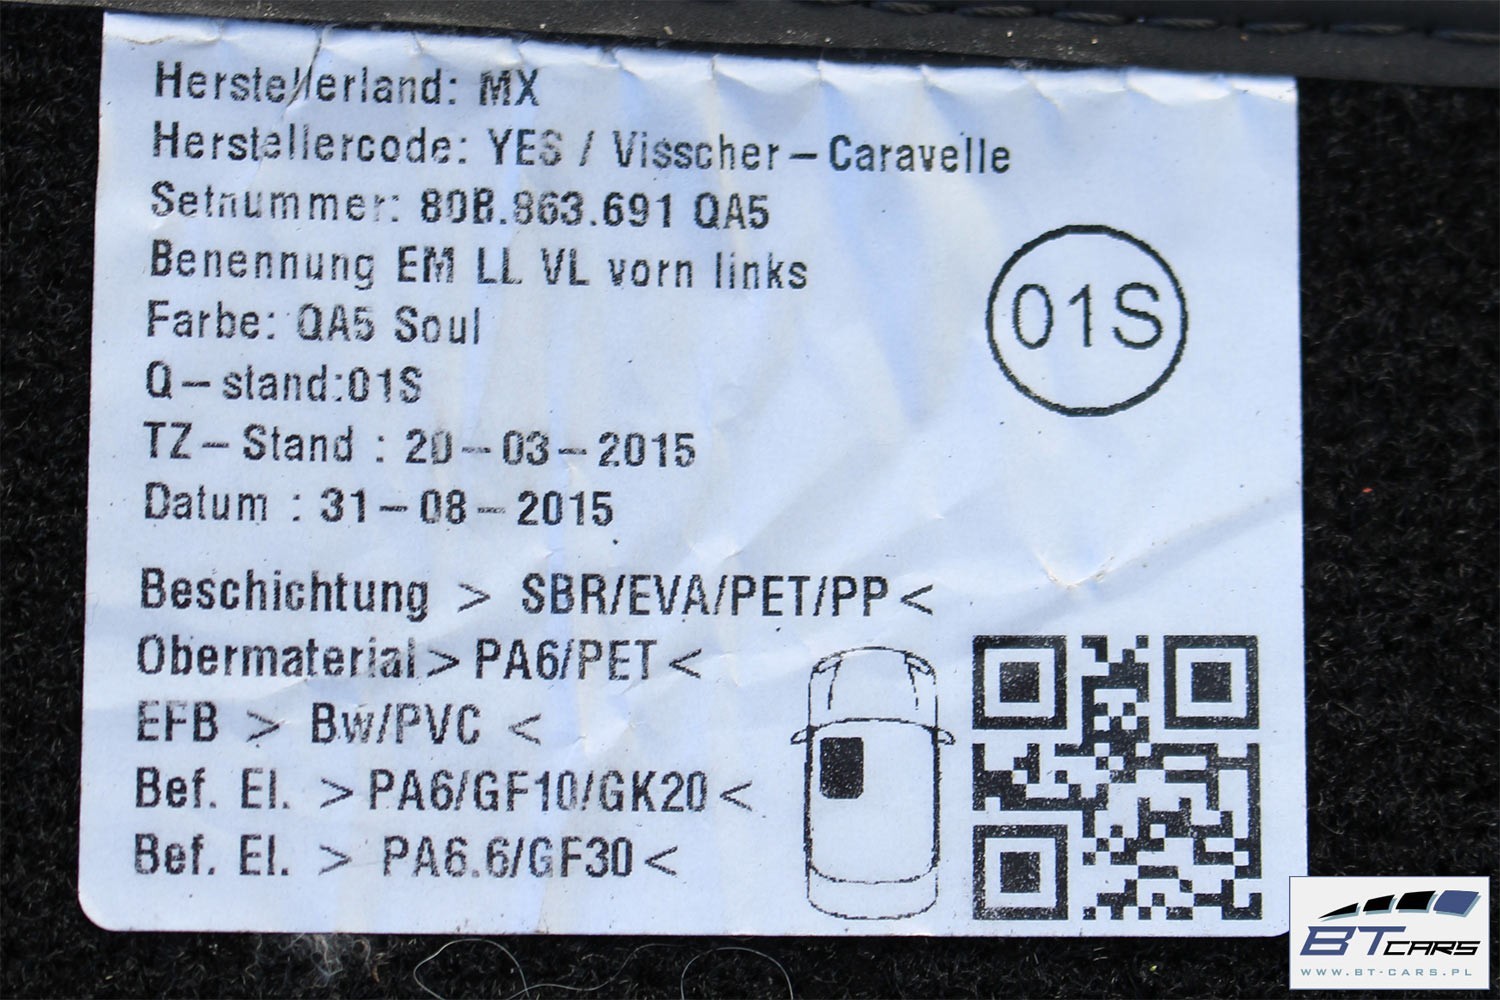 Herstellerland: MX
Herstellercode: YES / Visscher-Caravelle
Setnummer: 80B.863.691 QA5
Benennung EM LL VL vorn links
Farbe: QA5 Soul
Q-stand:01S
TZ-Stand : 20-03-2015
Datum : 31-08-2015
01S
Beschichtung > SBR/EVA/PET/PP<
Obermaterial> PA6/PET<
EFB > Bw/PVC <
Bef. El. >PA6/GF10/GK20<
Bef. El. > PA6.6/GF30<
BT CARS
WWW.BT-CARS.PL